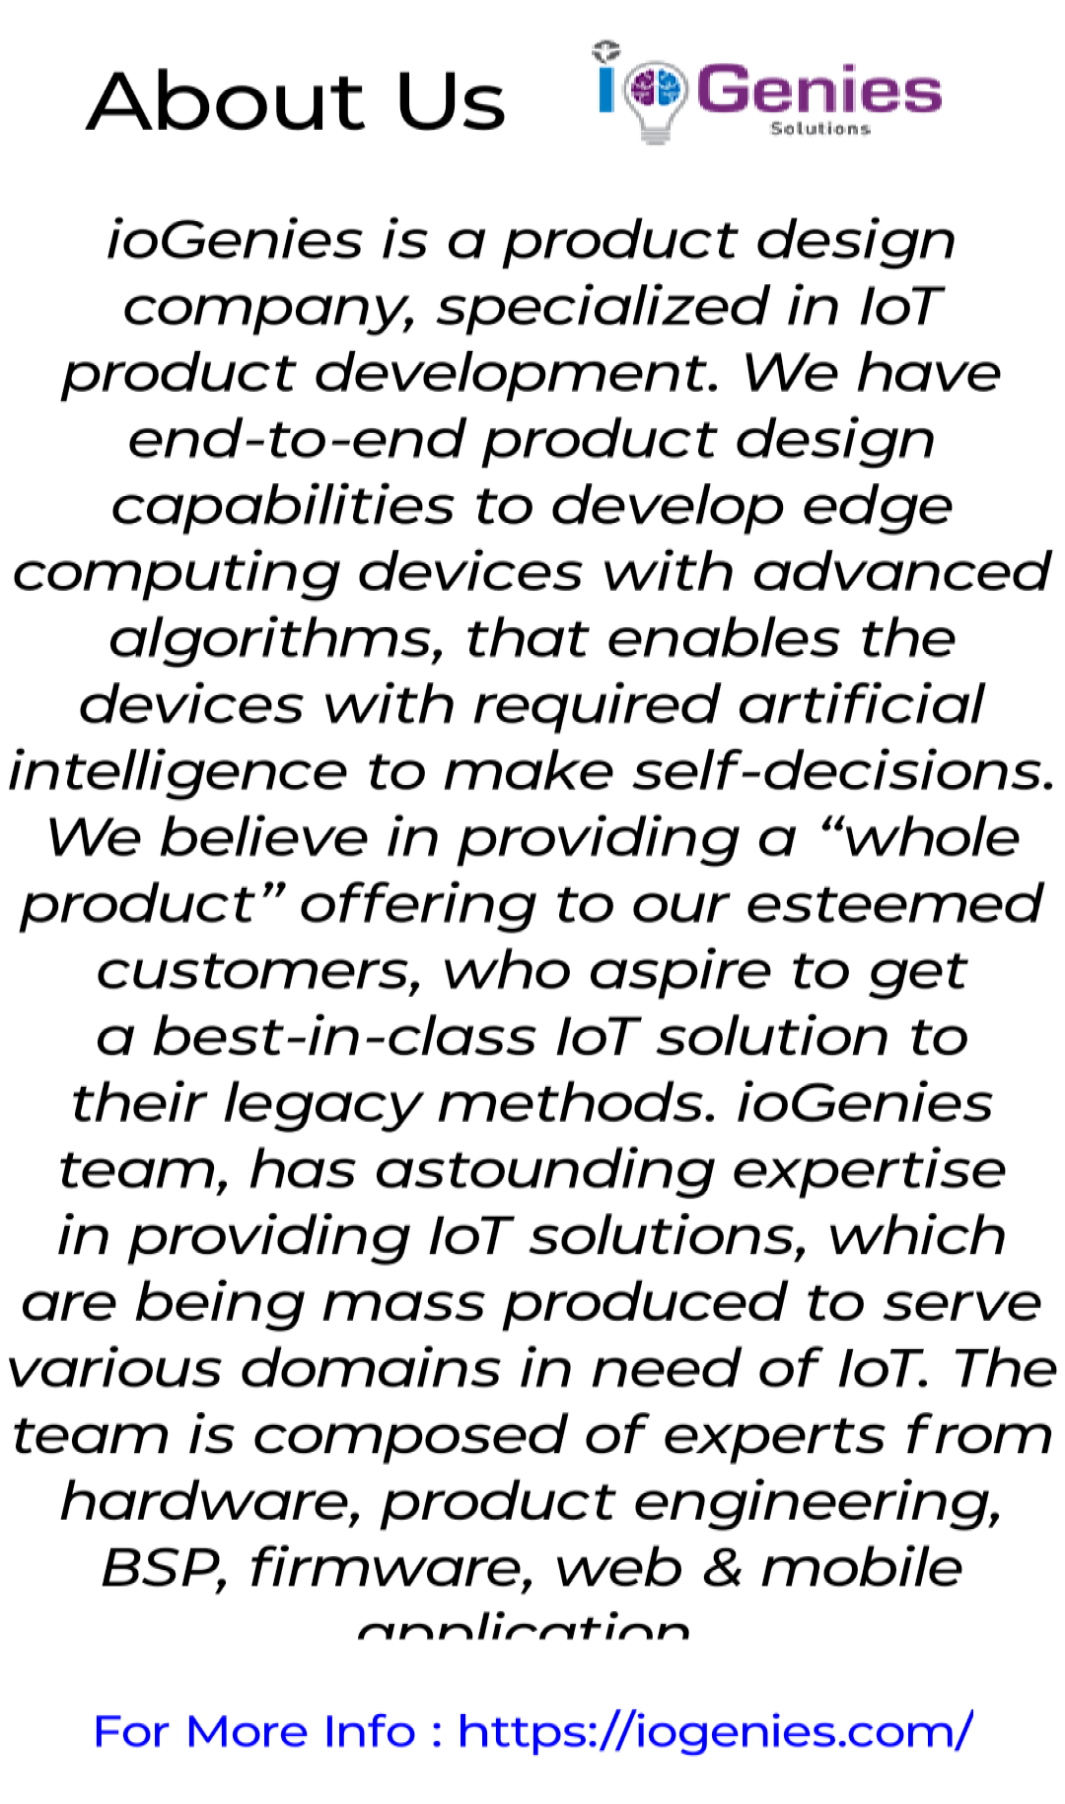 About Us
ioGenies
Solutions
ioGenies is a product design
company, specialized in IoT
product development. We have
end-to-end product design
capabilities to develop edge
computing devices with advanced
algorithms, that enables the
devices with required artificial
intelligence to make self-decisions.
We believe in providing a “whole
product” offering to our esteemed
customers, who aspire to get
a best-in-class IoT solution to
their legacy methods. ioGenies
team, has astounding expertise
in providing IoT solutions, which
are being mass produced to serve
various domains in need of IoT. The
team is composed of experts from
hardware, product engineering,
BSP, firmware, web & mobile
application
For More Info : https://iogenies.com/